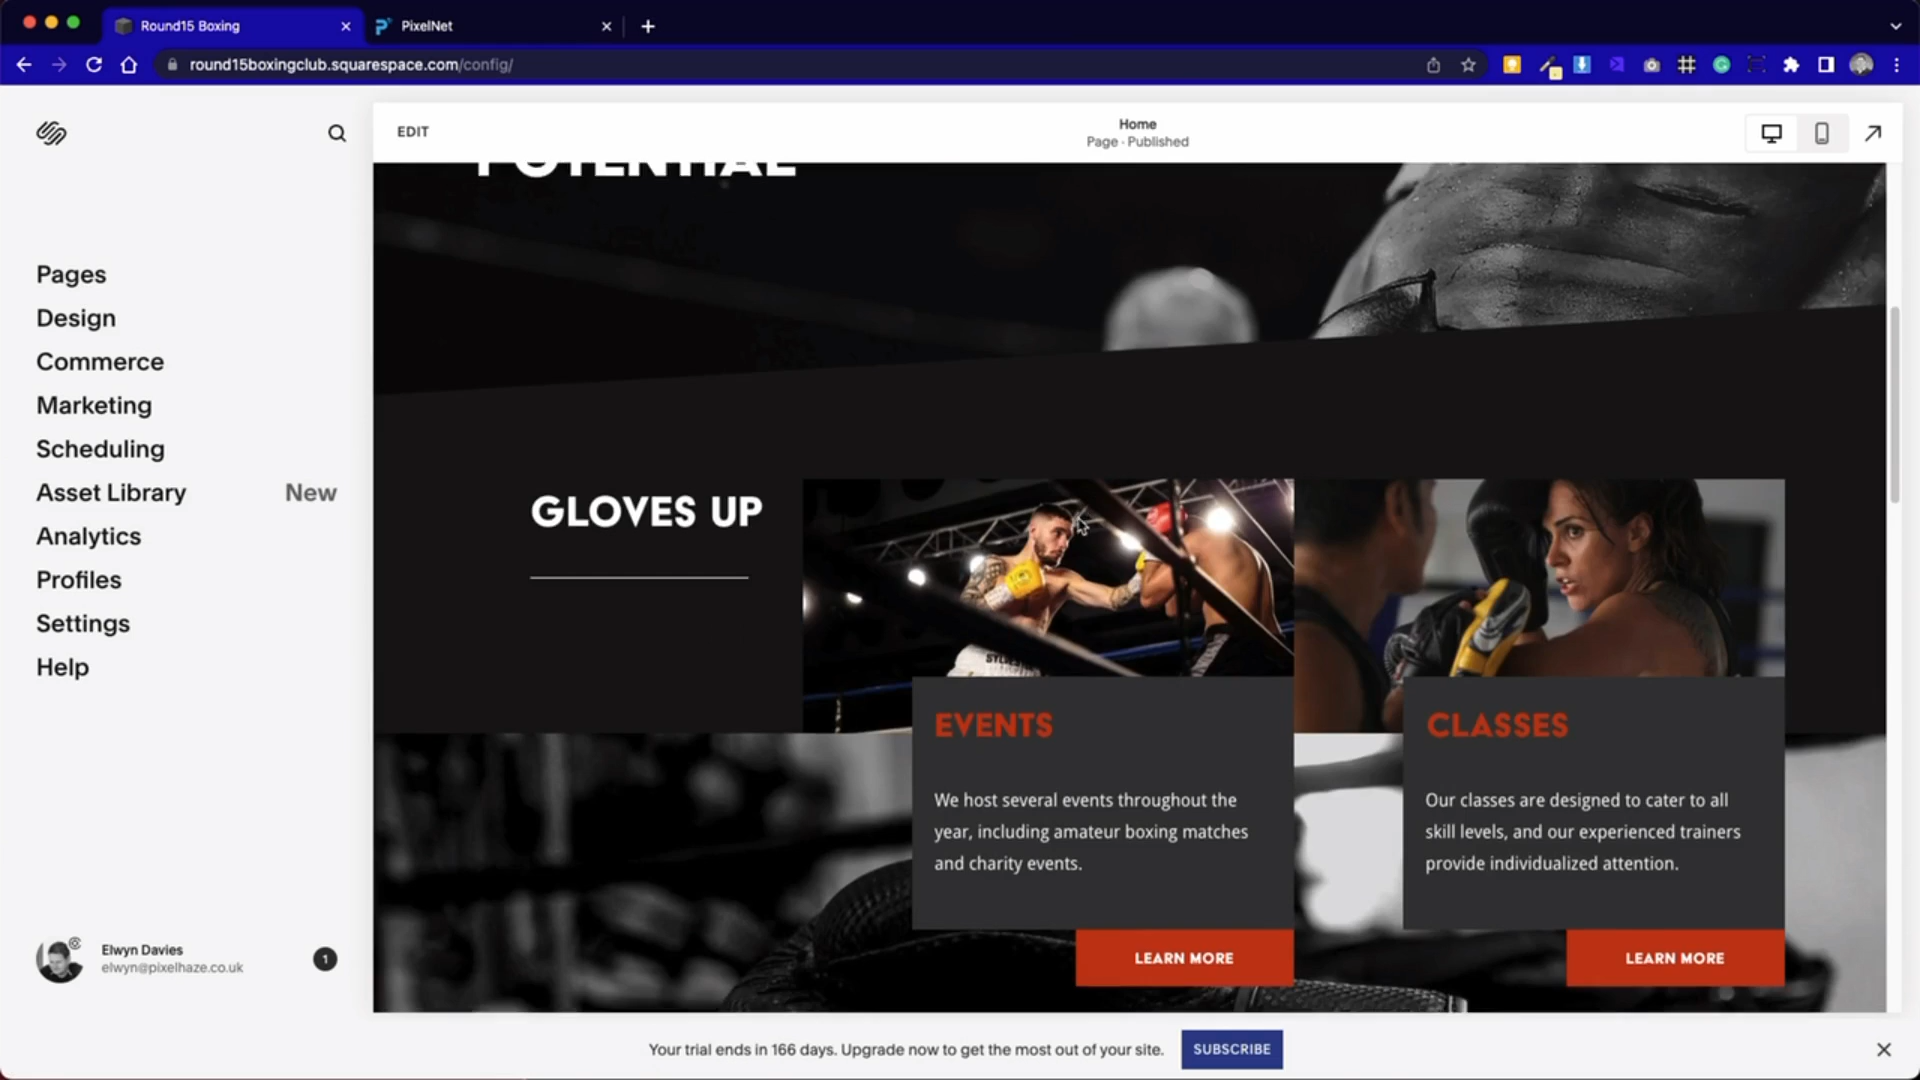 Round15 Boxing
PixelNet
round15boxingclub.squarespace.com/config/
EDIT
Home
Page · Published
POTENTIAL
Pages
Design
Commerce
Marketing
Scheduling
Asset Library New
Analytics
Profiles
Settings
Help
GLOVES UP
EVENTS
We host several events throughout the
year, including amateur boxing matches
and charity events.
LEARN MORE
CLASSES
Our classes are designed to cater to all
skill levels, and our experienced trainers
provide individualized attention.
LEARN MORE
Elwyn Davies
elwyn@pixelhaze.co.uk
1
Your trial ends in 166 days. Upgrade now to get the most out of your site.
SUBSCRIBE